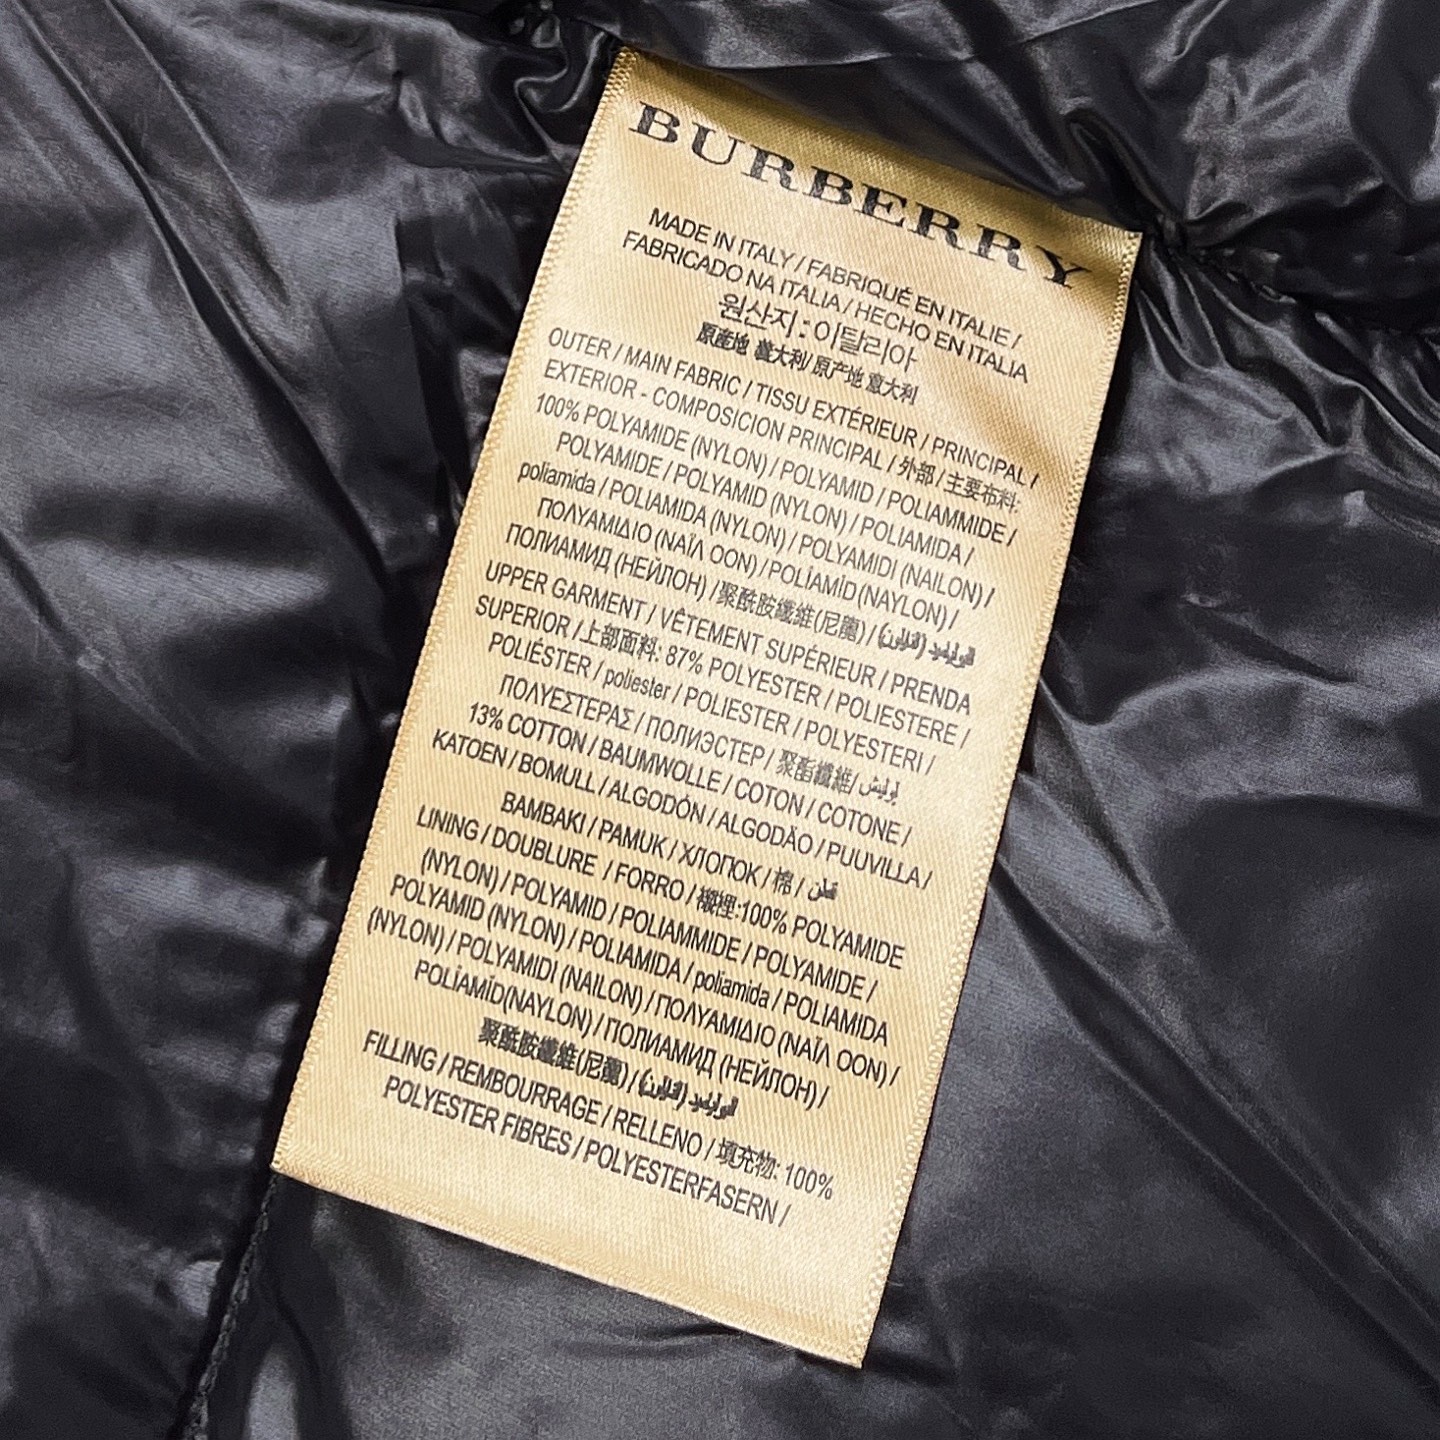 BURBERRY
MADE IN ITALY / FABRIQUÉ EN ITALIE /
FABRICADO NA ITALIA / HECHO EN ITALIA
원산지 : 이탈리아
原産地 義大利/ 原产地 意大利
OUTER / MAIN FABRIC / TISSU EXTÉRIEUR / PRINCIPAL /
EXTERIOR - COMPOSICION PRINCIPAL / 外部 / 主要布料:
100% POLYAMIDE (NYLON) / POLYAMID / POLIAMMIDE /
POLYAMIDE / POLYAMID (NYLON) / POLIAMIDA /
poliamida / POLIAMIDA (NYLON) / POLYAMIDI (NAILON) /
ΠΟΛΥΑΜΙΔΙΟ (ΝΑΪΛ ΟΟΝ) / POLÌAMÌD (NAYLON) /
ПОЛИАМИД (НЕЙЛОН) / 聚酰胺纖維(尼龍) /
UPPER GARMENT / VÊTEMENT SUPÉRIEUR / PRENDA
SUPERIOR / 上部面料: 87% POLYESTER / POLIESTERE /
POLIÉSTER / poliester / POLIESTER / POLYESTERI /
ΠΟΛΥΕΣΤΕΡΑΣ / ПОЛИЭСТЕР / 聚酯纖維/
13% COTTON / BAUMWOLLE / COTON / COTONE /
KATOEN / BOMULL / ALGODÓN / ALGODÃO / PUUVILLA /
BAMBAKI / PAMUK / ХЛОПОК / 棉 / قطن
LINING / DOUBLURE / FORRO / 襯裡:100% POLYAMIDE
(NYLON) / POLYAMID / POLIAMMIDE / POLYAMIDE /
POLYAMID (NYLON) / POLIAMIDA / poliamida / POLIAMIDA
(NYLON) / POLYAMIDI (NAILON) / ΠΟΛΥΑΜΙΔΙΟ (ΝΑΪΛ ΟΟΝ) /
POLÌAMÌD(NAYLON) / ПОЛИАМИД (НЕЙЛОН) /
聚酰胺纖維(尼龍) /
FILLING / REMBOURRAGE / RELLENO / 填充物: 100%
POLYESTER FIBRES / POLYESTERFASERN /